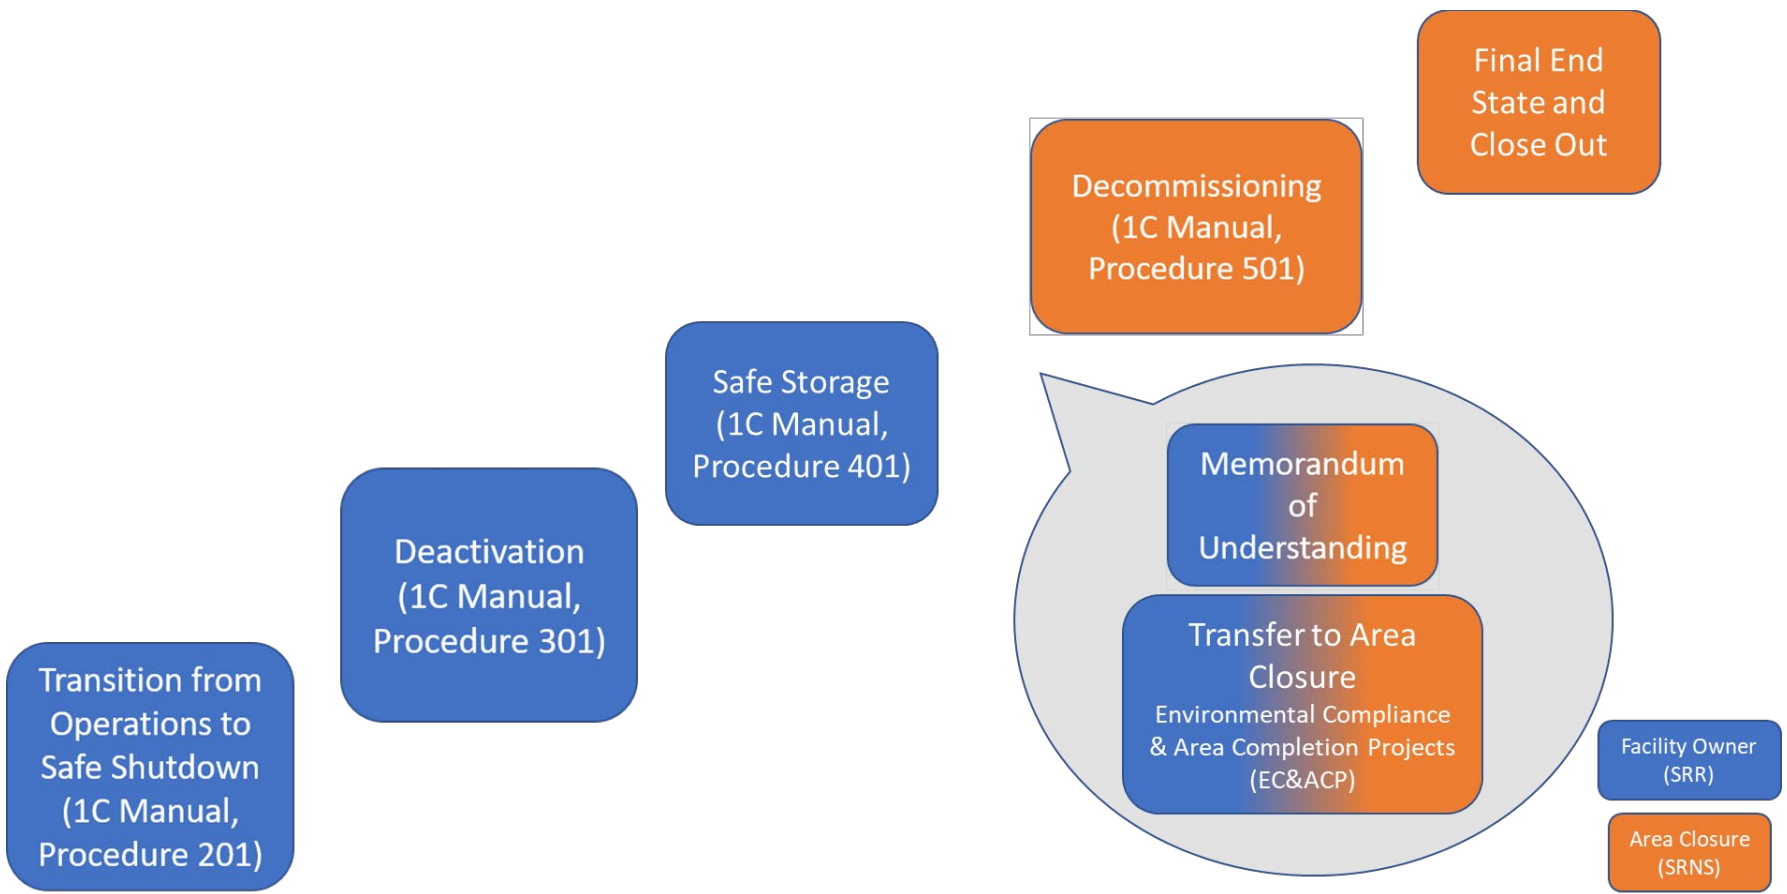 Final End
State and
Close Out
Decommissioning
(1C Manual,
Procedure 501)
Safe Storage
(1C Manual,
Procedure 401)
Deactivation
(1C Manual,
Procedure 301)
Transition from
Operations to
Safe Shutdown
(1C Manual,
Procedure 201)
Memorandum
of
Understanding
Transfer to Area
Closure
Environmental Compliance
& Area Completion Projects
(EC&ACP)
Facility Owner
(SRR)
Area Closure
(SRNS)